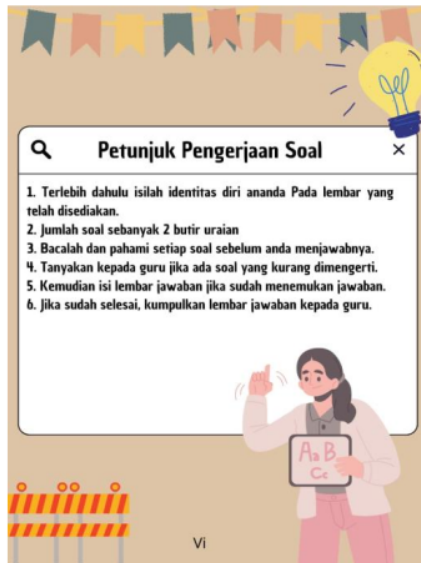 Petunjuk Pengerjaan Soal
1. Terlebih dahulu isilah identitas diri ananda Pada lembar yang
telah disediakan.
2. Jumlah soal sebanyak 2 butir uraian
3. Bacalah dan pahami setiap soal sebelum anda menjawabnya.
4. Tanyakan kepada guru jika ada soal yang kurang dimengerti.
5. Kemudian isi lembar jawaban jika sudah menemukan jawaban.
6. Jika sudah selesai, kumpulkan lembar jawaban kepada guru.
Aa B
Cc
Vi